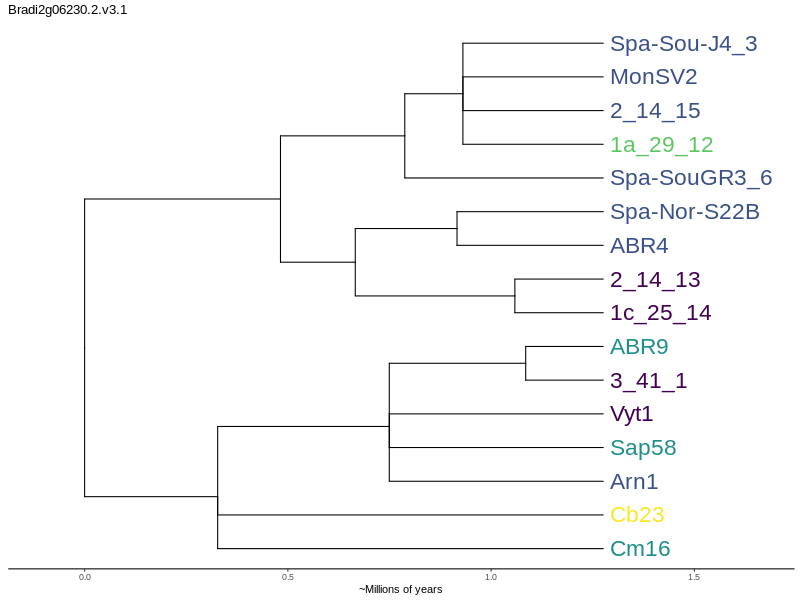 Bradi2g06230.2.v3.1
Spa-Sou-J4_3
MonSV2
2_14_15
1a_29_12
Spa-SouGR3_6
Spa-Nor-S22B
ABR4
2_14_13
1c_25_14
ABR9
3_41_1
Vyt1
Sap58
Arn1
Cb23
Cm16
0.0 0.5 1.0 1.5
~Millions of years